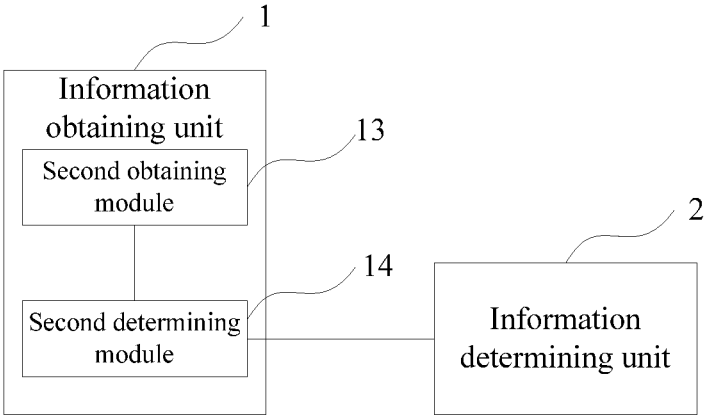 1
Information
obtaining unit
13
Second obtaining
module
14
Second determining
module
2
Information
determining unit